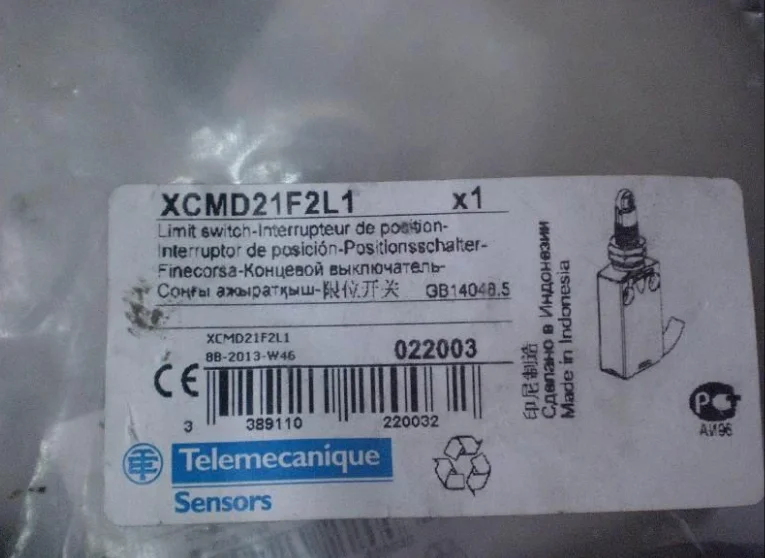 XCMD21F2L1 x1
Limit switch-Interrupteur de position-
Interruptor de posición-Positionsschalter-
Finecorsa-Концевой выключатель-
Соңғы ажыратқыш-限位开关 GB14048.5
XCMD21F2L1
8B-2013-W46
022003
CE
3 389110 220032
Telemecanique
Sensors
印尼制造
Сделано в Индонезии
Made in Indonesia
РСТ
АИ96